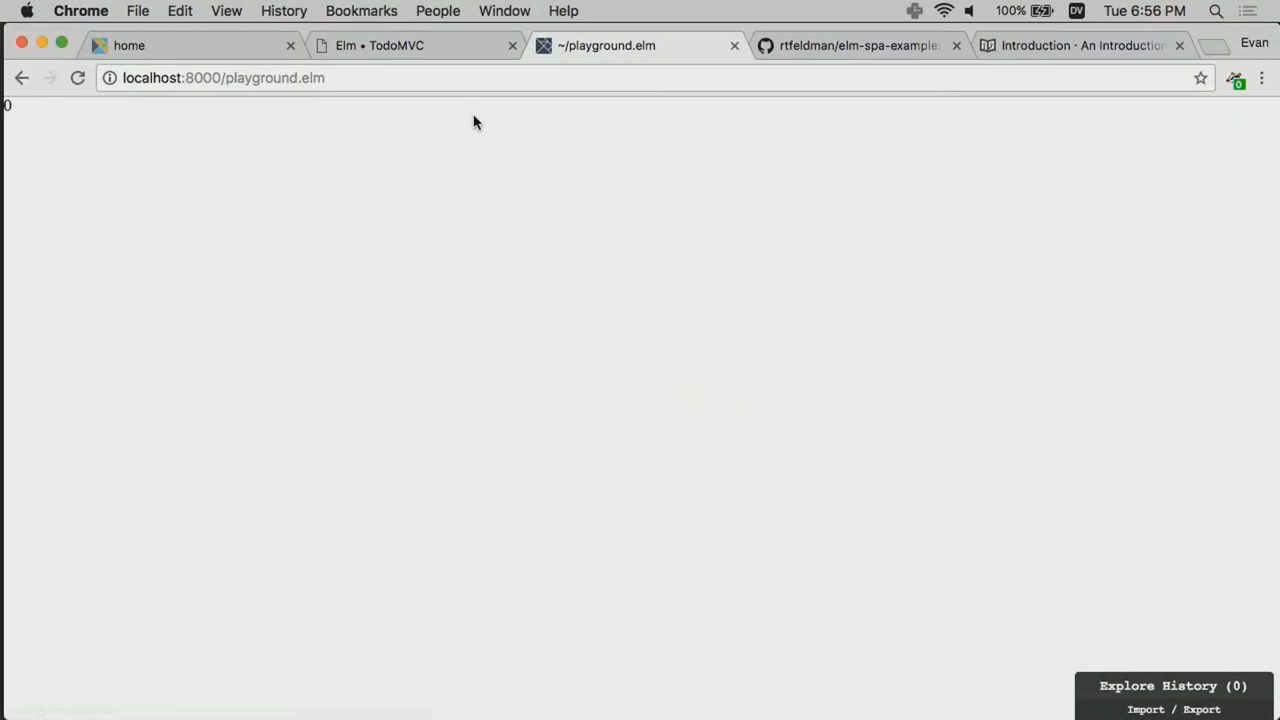 Chrome File Edit View History Bookmarks People Window Help 100% DV Tue 6:56 PM
home Elm • TodoMVC ~/playground.elm rtfeldman/elm-spa-example: Introduction · An Introduction Evan
localhost:8000/playground.elm 0
0
Explore History (0)
Import / Export